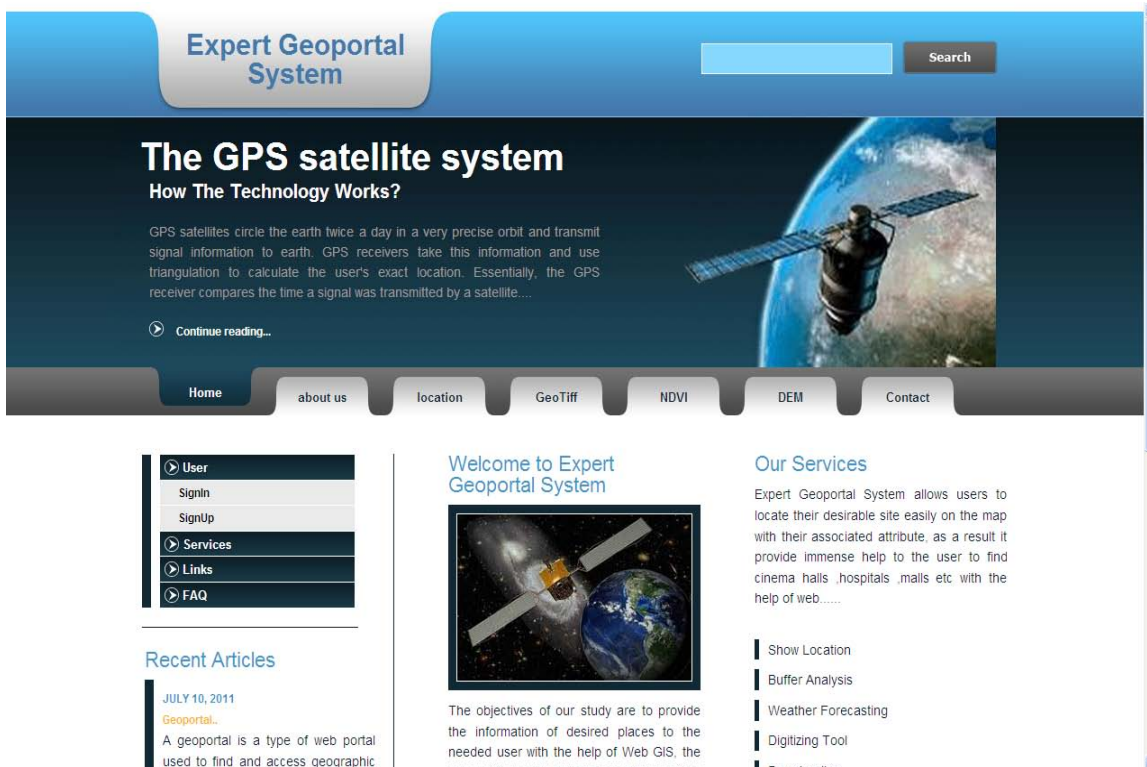 Expert Geoportal
System
Search
The GPS satellite system
How The Technology Works?
GPS satellites circle the earth twice a day in a very precise orbit and transmit
signal information to earth. GPS receivers take this information and use
triangulation to calculate the user's exact location. Essentially, the GPS
receiver compares the time a signal was transmitted by a satellite....
Continue reading...
Home
about us
location
GeoTiff
NDVI
DEM
Contact
User
SignIn
SignUp
Services
Links
FAQ
Recent Articles
JULY 10, 2011
Geoportal..
A geoportal is a type of web portal
used to find and access geographic
Welcome to Expert
Geoportal System
The objectives of our study are to provide
the information of desired places to the
needed user with the help of Web GIS, the
Our Services
Expert Geoportal System allows users to
locate their desirable site easily on the map
with their associated attribute, as a result it
provide immense help to the user to find
cinema halls ,hospitals ,malls etc with the
help of web......
Show Location
Buffer Analysis
Weather Forecasting
Digitizing Tool